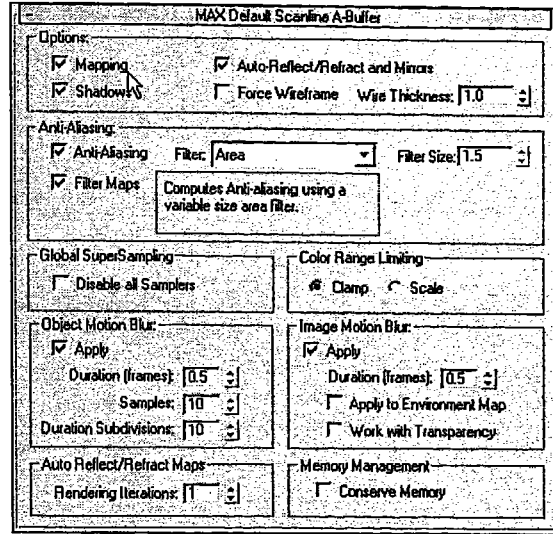 MAX Default Scanline A-Buffer
Options:
Mapping
Auto-Reflect/Refract and Mirrors
Shadows
Force Wireframe Wire Thickness: 1.0
Anti-Aliasing:
Anti-Aliasing Filter: Area Filter Size: 1.5
Filter Maps
Computes Anti-aliasing using a
variable size area filter.
Global SuperSampling
Disable all Samplers
Color Range Limiting
Clamp Scale
Object Motion Blur:
Apply
Duration (frames): 0.5
Samples: 10
Duration Subdivisions: 10
Image Motion Blur:
Apply
Duration (frames): 0.5
Apply to Environment Map
Work with Transparency
Auto Reflect/Refract Maps
Rendering Iterations: 1
Memory Management
Conserve Memory